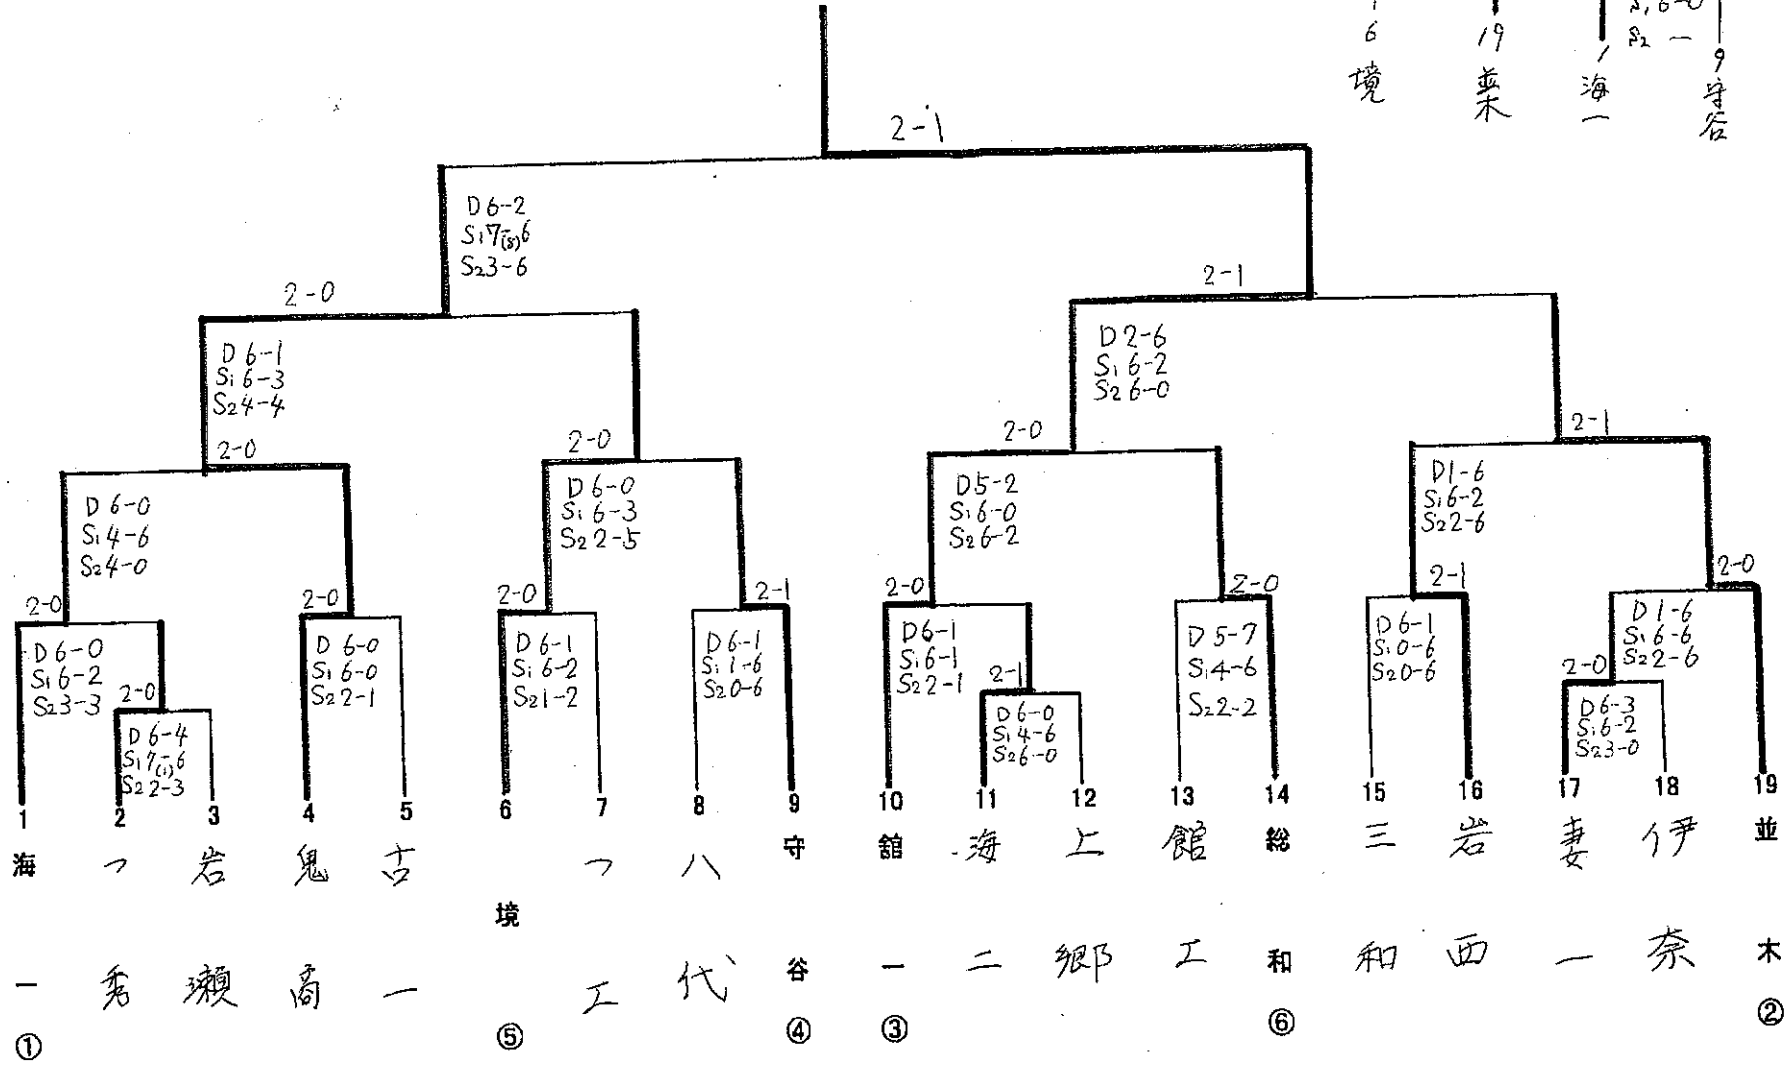 S₁ 6-0
S₂ 一
6 境
19 並木
1 海一
9 守谷
2-1
D 6-2
S₁ 7-(8)6
S₂ 3-6
2-0
2-1
D 6-1
S₁ 6-3
S₂ 4-4
D 2-6
S₁ 6-2
S₂ 6-0
2-0
2-0
2-0
2-1
D 6-0
S₁ 4-6
S₂ 4-0
D 6-0
S₁ 6-3
S₂ 2-5
D 5-2
S₁ 6-0
S₂ 6-2
D 1-6
S₁ 6-2
S₂ 2-6
2-0
2-0
2-0
2-1
2-0
2-0
2-1
2-0
D 6-0
S₁ 6-2
S₂ 3-3
D 6-0
S₁ 6-0
S₂ 2-1
D 6-1
S₁ 6-2
S₂ 1-2
D 6-1
S₁ 1-6
S₂ 0-6
D 6-1
S₁ 6-1
S₂ 2-1
D 5-7
S₁ 4-6
S₂ 2-2
D 6-1
S₁ 0-6
S₂ 0-6
D 1-6
S₁ 6-6
S₂ 2-6
2-0
D 6-4
S₁ 7-(1)6
S₂ 2-3
2-1
D 6-0
S₁ 4-6
S₂ 6-0
2-0
D 6-3
S₁ 6-2
S₂ 3-0
1 海一 ①
2 つ秀
3 岩瀬
4 鬼高
5 古一
6 境 ⑤
7 つ工
8 八代
9 守谷 ④
10 舘一 ③
11 海二
12 上郷
13 館工
14 総和 ⑥
15 三和
16 岩西
17 妻一
18 伊奈
19 並木 ②